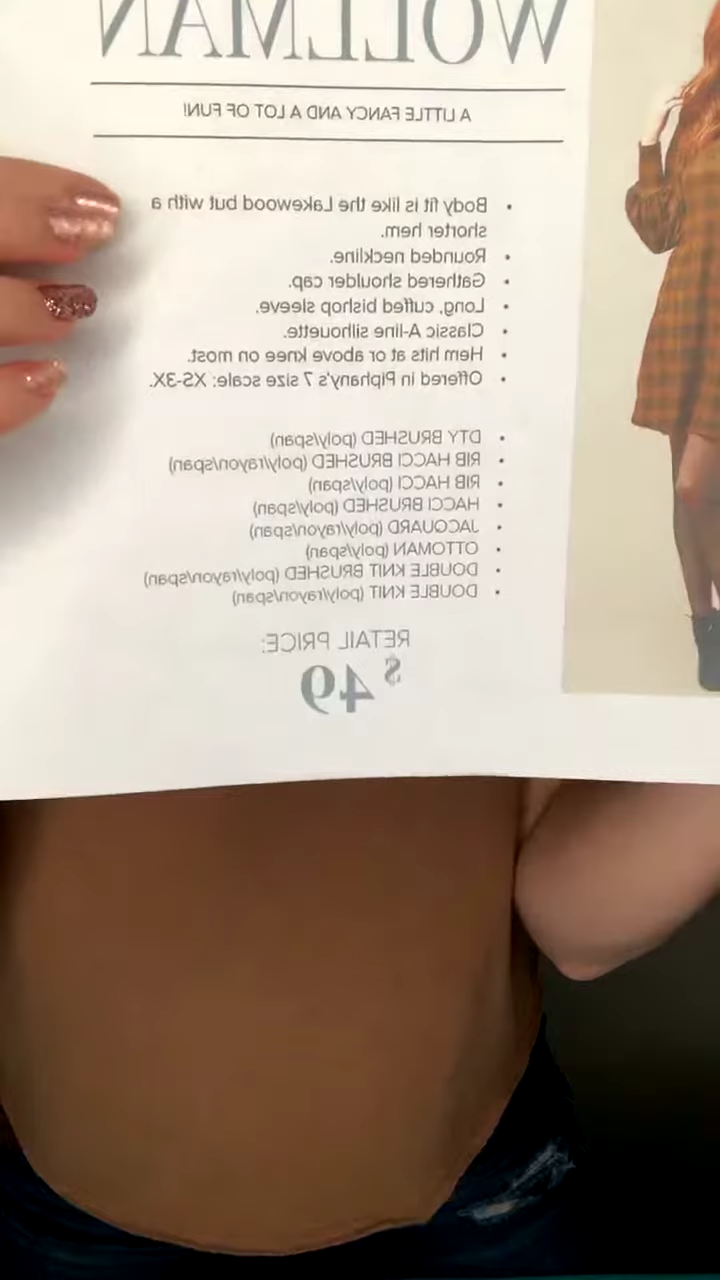 WOLLMAN
A LITTLE FANCY AND A LOT OF FUN!
• Body fit is like the Lakewood but with a
shorter hem.
• Rounded neckline.
• Gathered shoulder cap.
• Long, cuffed bishop sleeve.
• Classic A-line silhouette.
• Hem hits at or above knee on most.
• Offered in Piphany's 7 size scale: XS-3X.
• DTY BRUSHED (poly/span)
• RIB HACCI BRUSHED (poly/rayon/span)
• RIB HACCI (poly/span)
• HACCI BRUSHED (poly/span)
• JACQUARD (poly/rayon/span)
• OTTOMAN (poly/span)
• DOUBLE KNIT BRUSHED (poly/rayon/span)
• DOUBLE KNIT (poly/rayon/span)
RETAIL PRICE:
$49